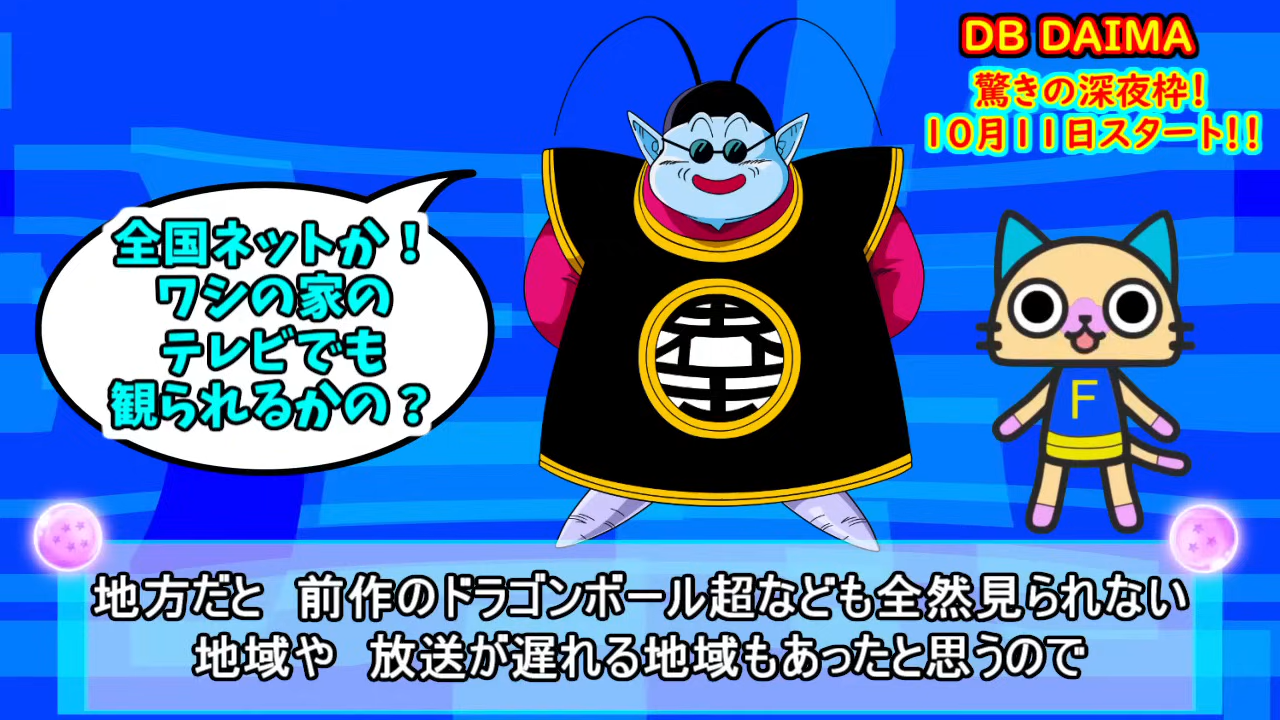 DB DAIMA
驚きの深夜枠！
１０月１１日スタート!!
全国ネットか！
ワシの家の
テレビでも
観られるかの？
F
地方だと　前作のドラゴンボール超なども全然見られない
地域や　放送が遅れる地域もあったと思うので